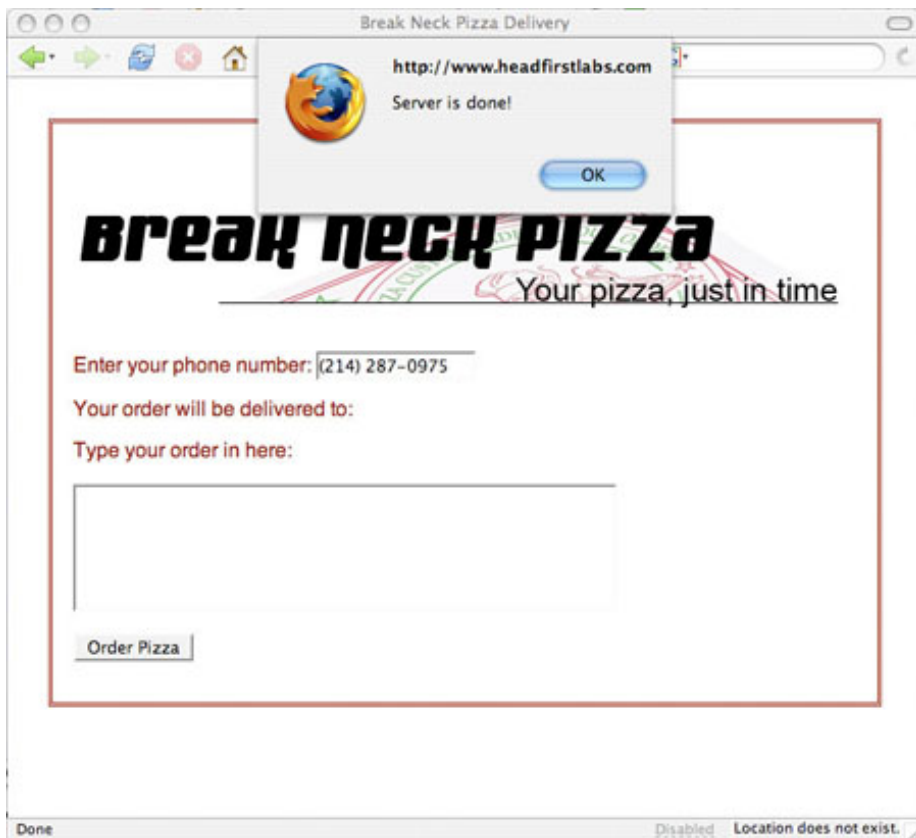 Break Neck Pizza Delivery
http://www.headfirstlabs.com
Server is done!
OK
Break Neck Pizza
Your pizza, just in time
Enter your phone number: (214) 287-0975
Your order will be delivered to:
Type your order in here:
Order Pizza
Done
Disabled Location does not exist.